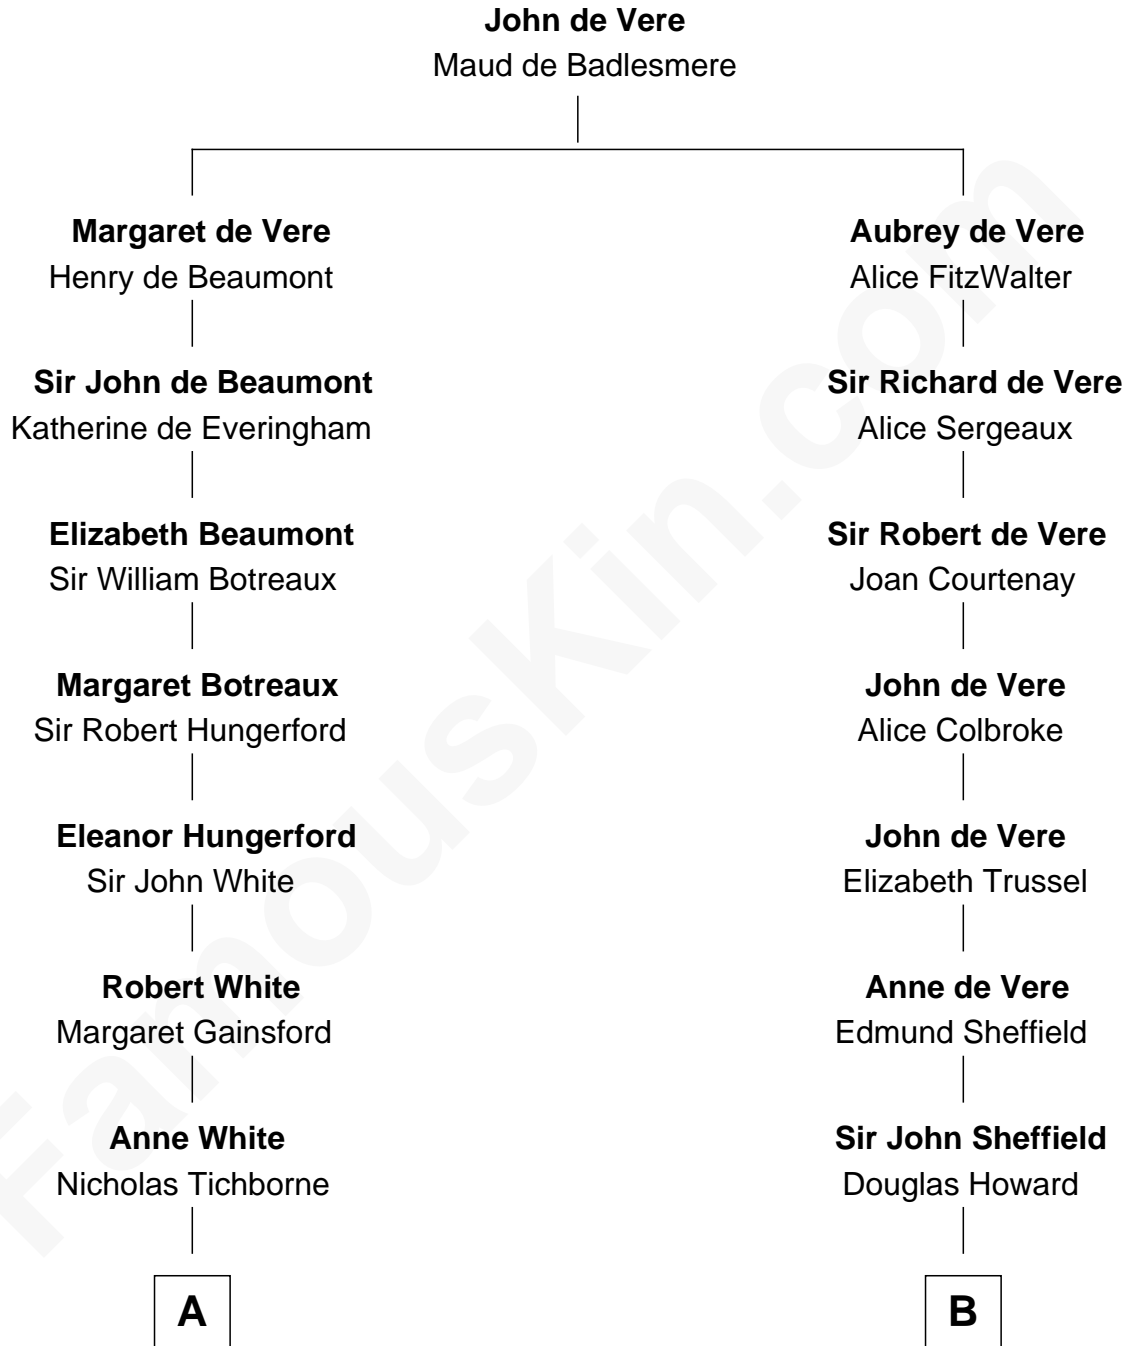 John de Vere
Maud de Badlesmere
Margaret de Vere
Henry de Beaumont
Aubrey de Vere
Alice FitzWalter
Sir John de Beaumont
Katherine de Everingham
Sir Richard de Vere
Alice Sergeaux
Elizabeth Beaumont
Sir William Botreaux
Sir Robert de Vere
Joan Courtenay
Margaret Botreaux
Sir Robert Hungerford
John de Vere
Alice Colbroke
Eleanor Hungerford
Sir John White
John de Vere
Elizabeth Trussel
Robert White
Margaret Gainsford
Anne de Vere
Edmund Sheffield
Anne White
Nicholas Tichborne
Sir John Sheffield
Douglas Howard
A
B
FamousKin.com